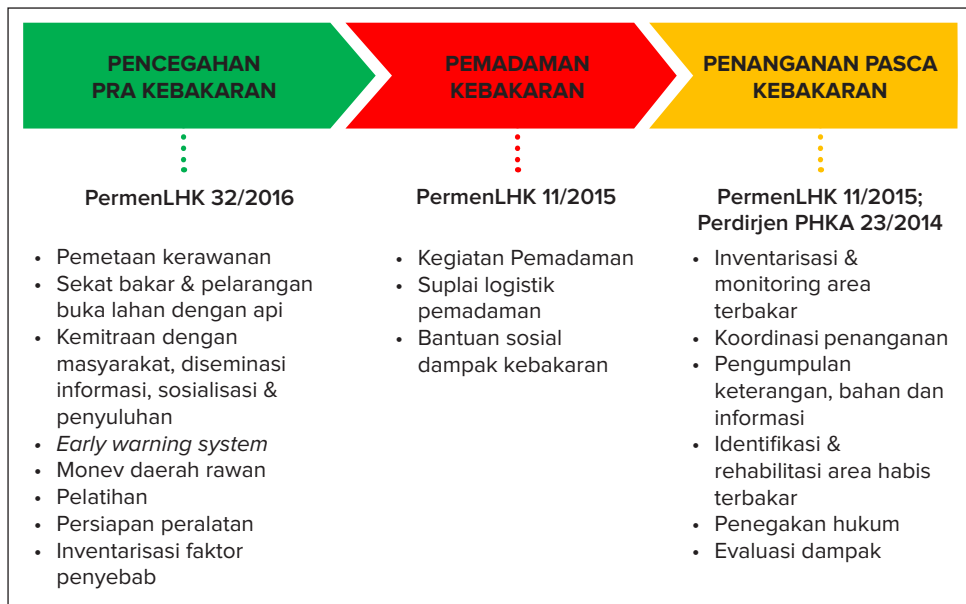 PENCEGAHAN
PRA KEBAKARAN
PEMADAMAN
KEBAKARAN
PENANGANAN PASCA
KEBAKARAN
PermenLHK 32/2016
• Pemetaan kerawanan
• Sekat bakar & pelarangan
buka lahan dengan api
• Kemitraan dengan
masyarakat, diseminasi
informasi, sosialisasi &
penyuluhan
• Early warning system
• Monev daerah rawan
• Pelatihan
• Persiapan peralatan
• Inventarisasi faktor
penyebab
PermenLHK 11/2015
• Kegiatan Pemadaman
• Suplai logistik
pemadaman
• Bantuan sosial
dampak kebakaran
PermenLHK 11/2015;
Perdirjen PHKA 23/2014
• Inventarisasi &
monitoring area
terbakar
• Koordinasi penanganan
• Pengumpulan
keterangan, bahan dan
informasi
• Identifikasi &
rehabilitasi area habis
terbakar
• Penegakan hukum
• Evaluasi dampak